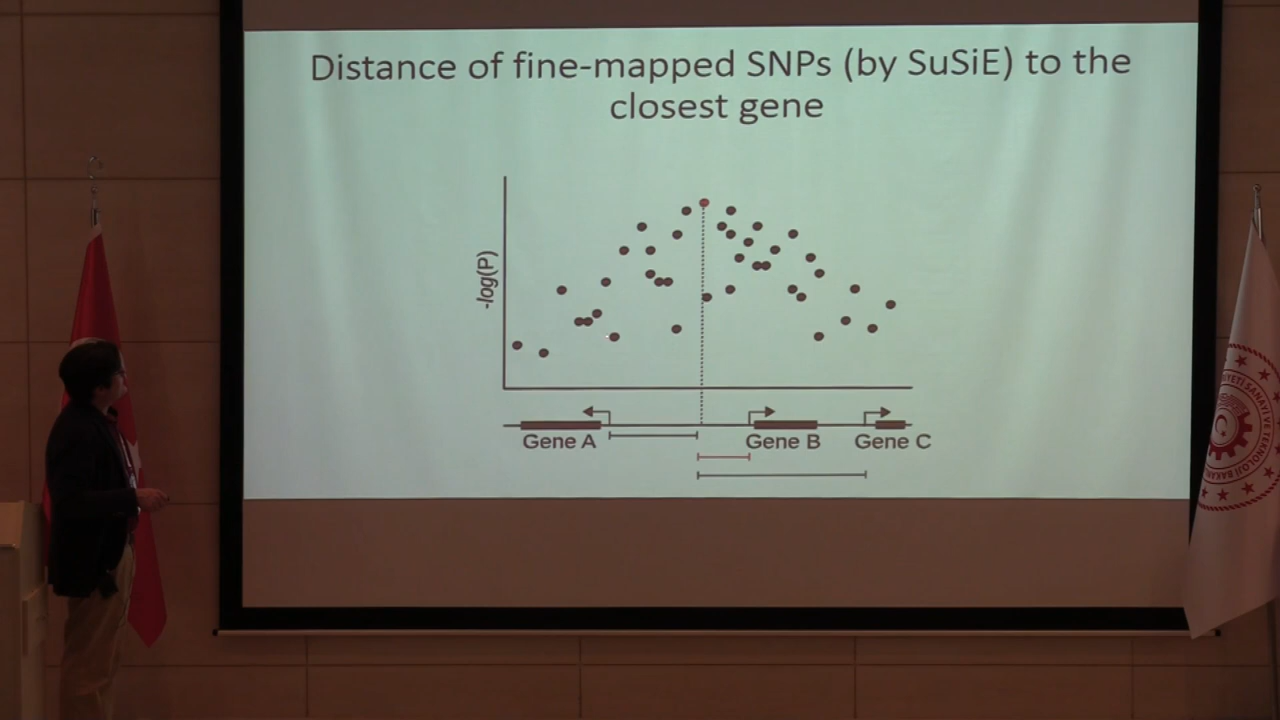 Distance of fine-mapped SNPs (by SuSiE) to the
closest gene
-log(P)
Gene A
Gene B
Gene C